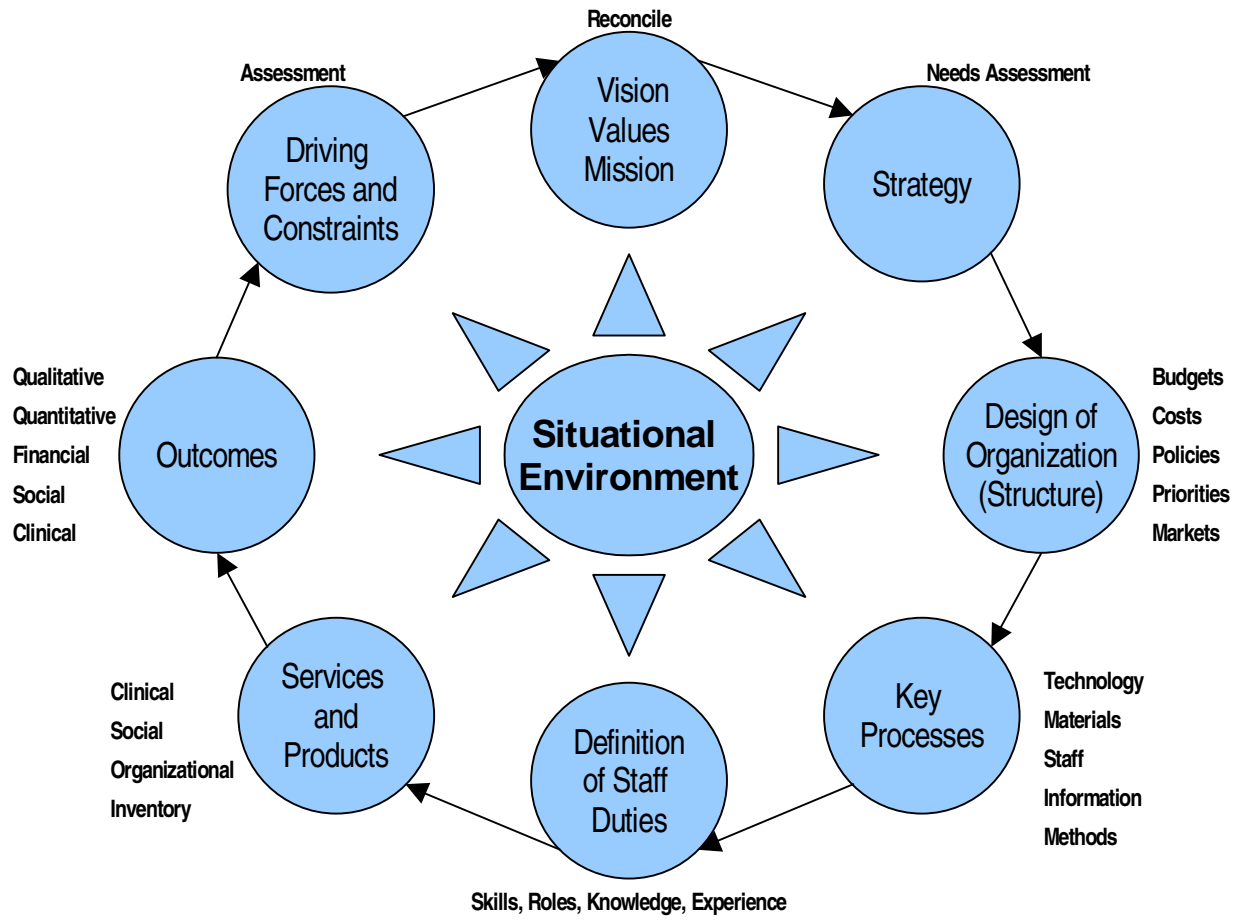 Reconcile
Vision
Values
Mission
Needs Assessment
Strategy
Design of
Organization
(Structure)
Budgets
Costs
Policies
Priorities
Markets
Key
Processes
Technology
Materials
Staff
Information
Methods
Definition
of Staff
Duties
Skills, Roles, Knowledge, Experience
Services
and
Products
Clinical
Social
Organizational
Inventory
Outcomes
Qualitative
Quantitative
Financial
Social
Clinical
Assessment
Driving
Forces and
Constraints
Situational
Environment